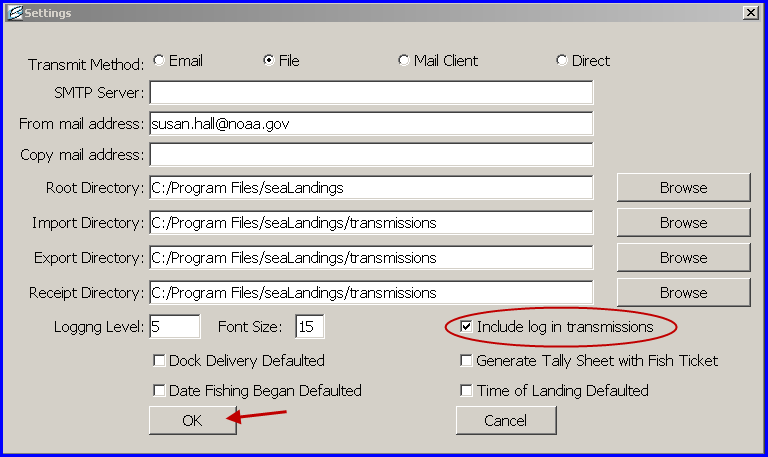 Settings
Transmit Method: Email File Mail Client Direct
SMTP Server:
From mail address: susan.hall@noaa.gov
Copy mail address:
Root Directory: C:/Program Files/seaLandings Browse
Import Directory: C:/Program Files/seaLandings/transmissions Browse
Export Directory: C:/Program Files/seaLandings/transmissions Browse
Receipt Directory: C:/Program Files/seaLandings/transmissions Browse
Loggng Level: 5 Font Size: 15 Include log in transmissions
Dock Delivery Defaulted Generate Tally Sheet with Fish Ticket
Date Fishing Began Defaulted Time of Landing Defaulted
OK Cancel